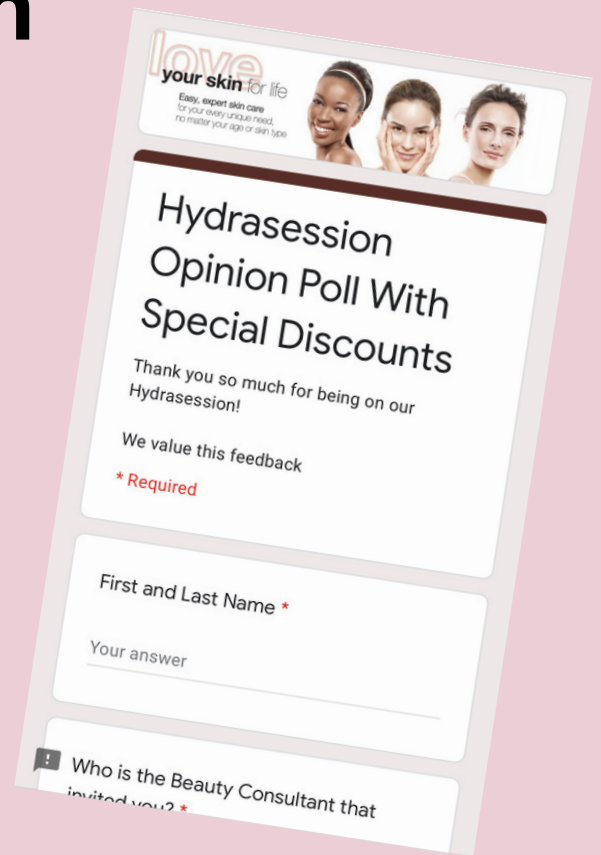 n
love
your skin for life
Easy, expert skin care
for your every unique need,
no matter your age or skin type
Hydrasession
Opinion Poll With
Special Discounts
Thank you so much for being on our
Hydrasession!
We value this feedback
* Required
First and Last Name *
Your answer
Who is the Beauty Consultant that
invited you? *